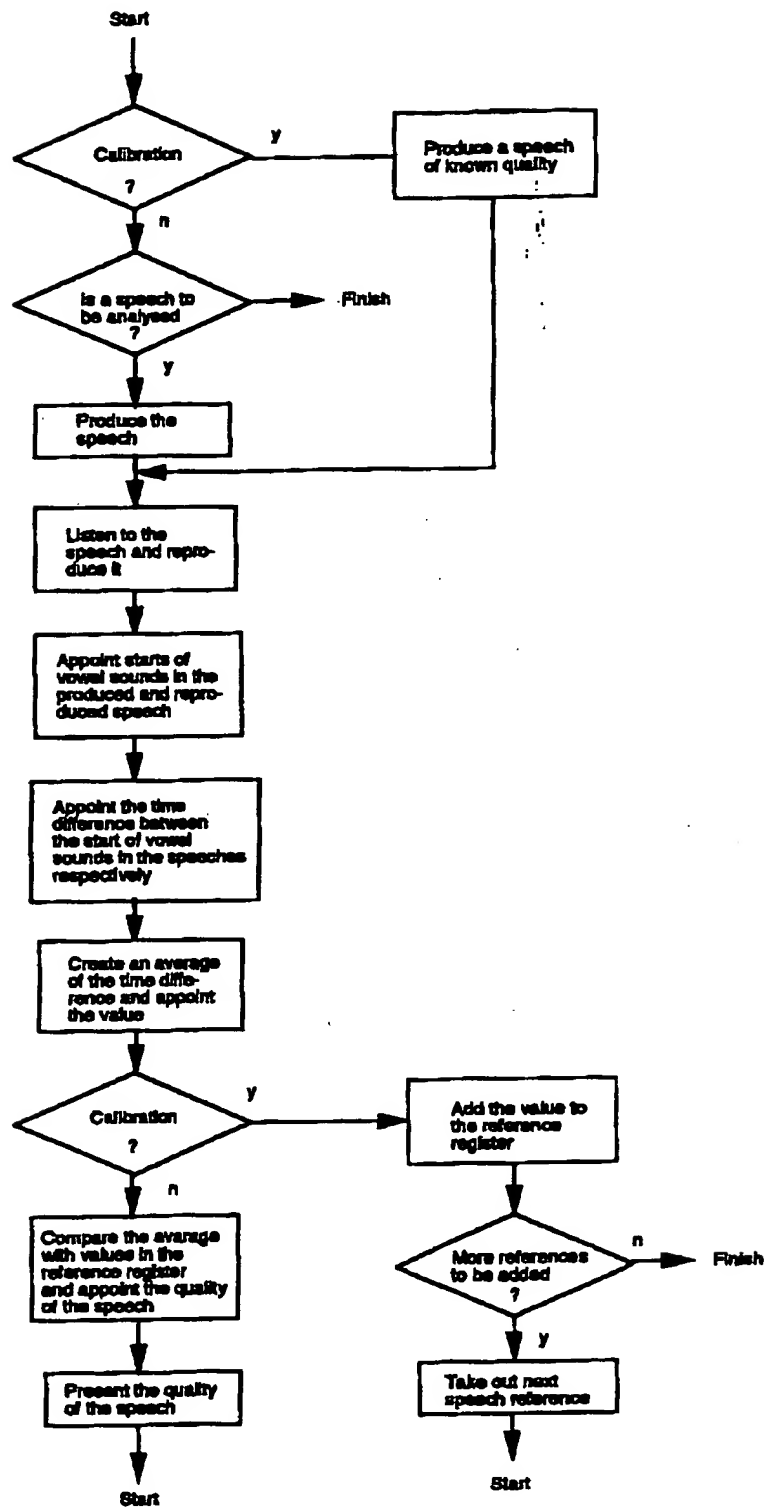 Start
Calibration
?
y
Produce a speech
of known quality
n
Is a speech to
be analysed
?
Finish
y
Produce the
speech
Listen to the
speech and repro-
duce it
Appoint starts of
vowel sounds in the
produced and repro-
duced speech
Appoint the time
difference between
the start of vowel
sounds in the speeches
respectively
Create an average
of the time diffe-
rence and appoint
the value
Calibration
?
y
Add the value to
the reference
register
n
Compare the avarage
with values in the
reference register
and appoint the quality
of the speech
More references
to be added
?
n
Finish
y
Present the quality
of the speech
Take out next
speech reference
Start
Start